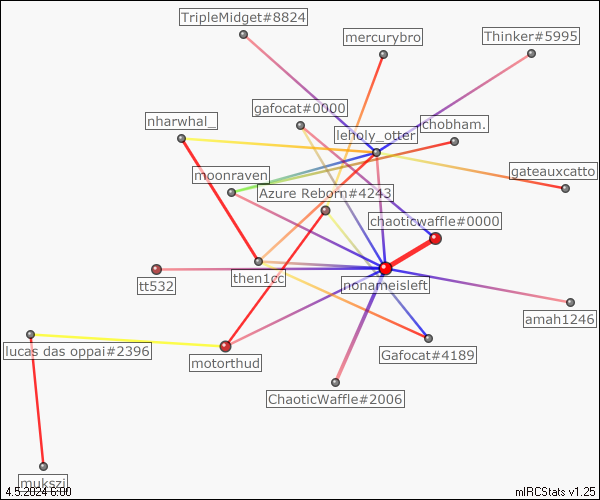 TripleMidget#8824
mercurybro
Thinker#5995
gafocat#0000
nharwhal_
leholy_otter
chobham.
moonraven
gateauxcatto
Azure Reborn#4243
chaoticwaffle#0000
then1cc
tt532
nonameisleft
amah1246
lucas das oppai#2396
motorthud
Gafocat#4189
ChaoticWaffle#2006
mukszi
4.5.2024 6:00
mIRCStats v1.25